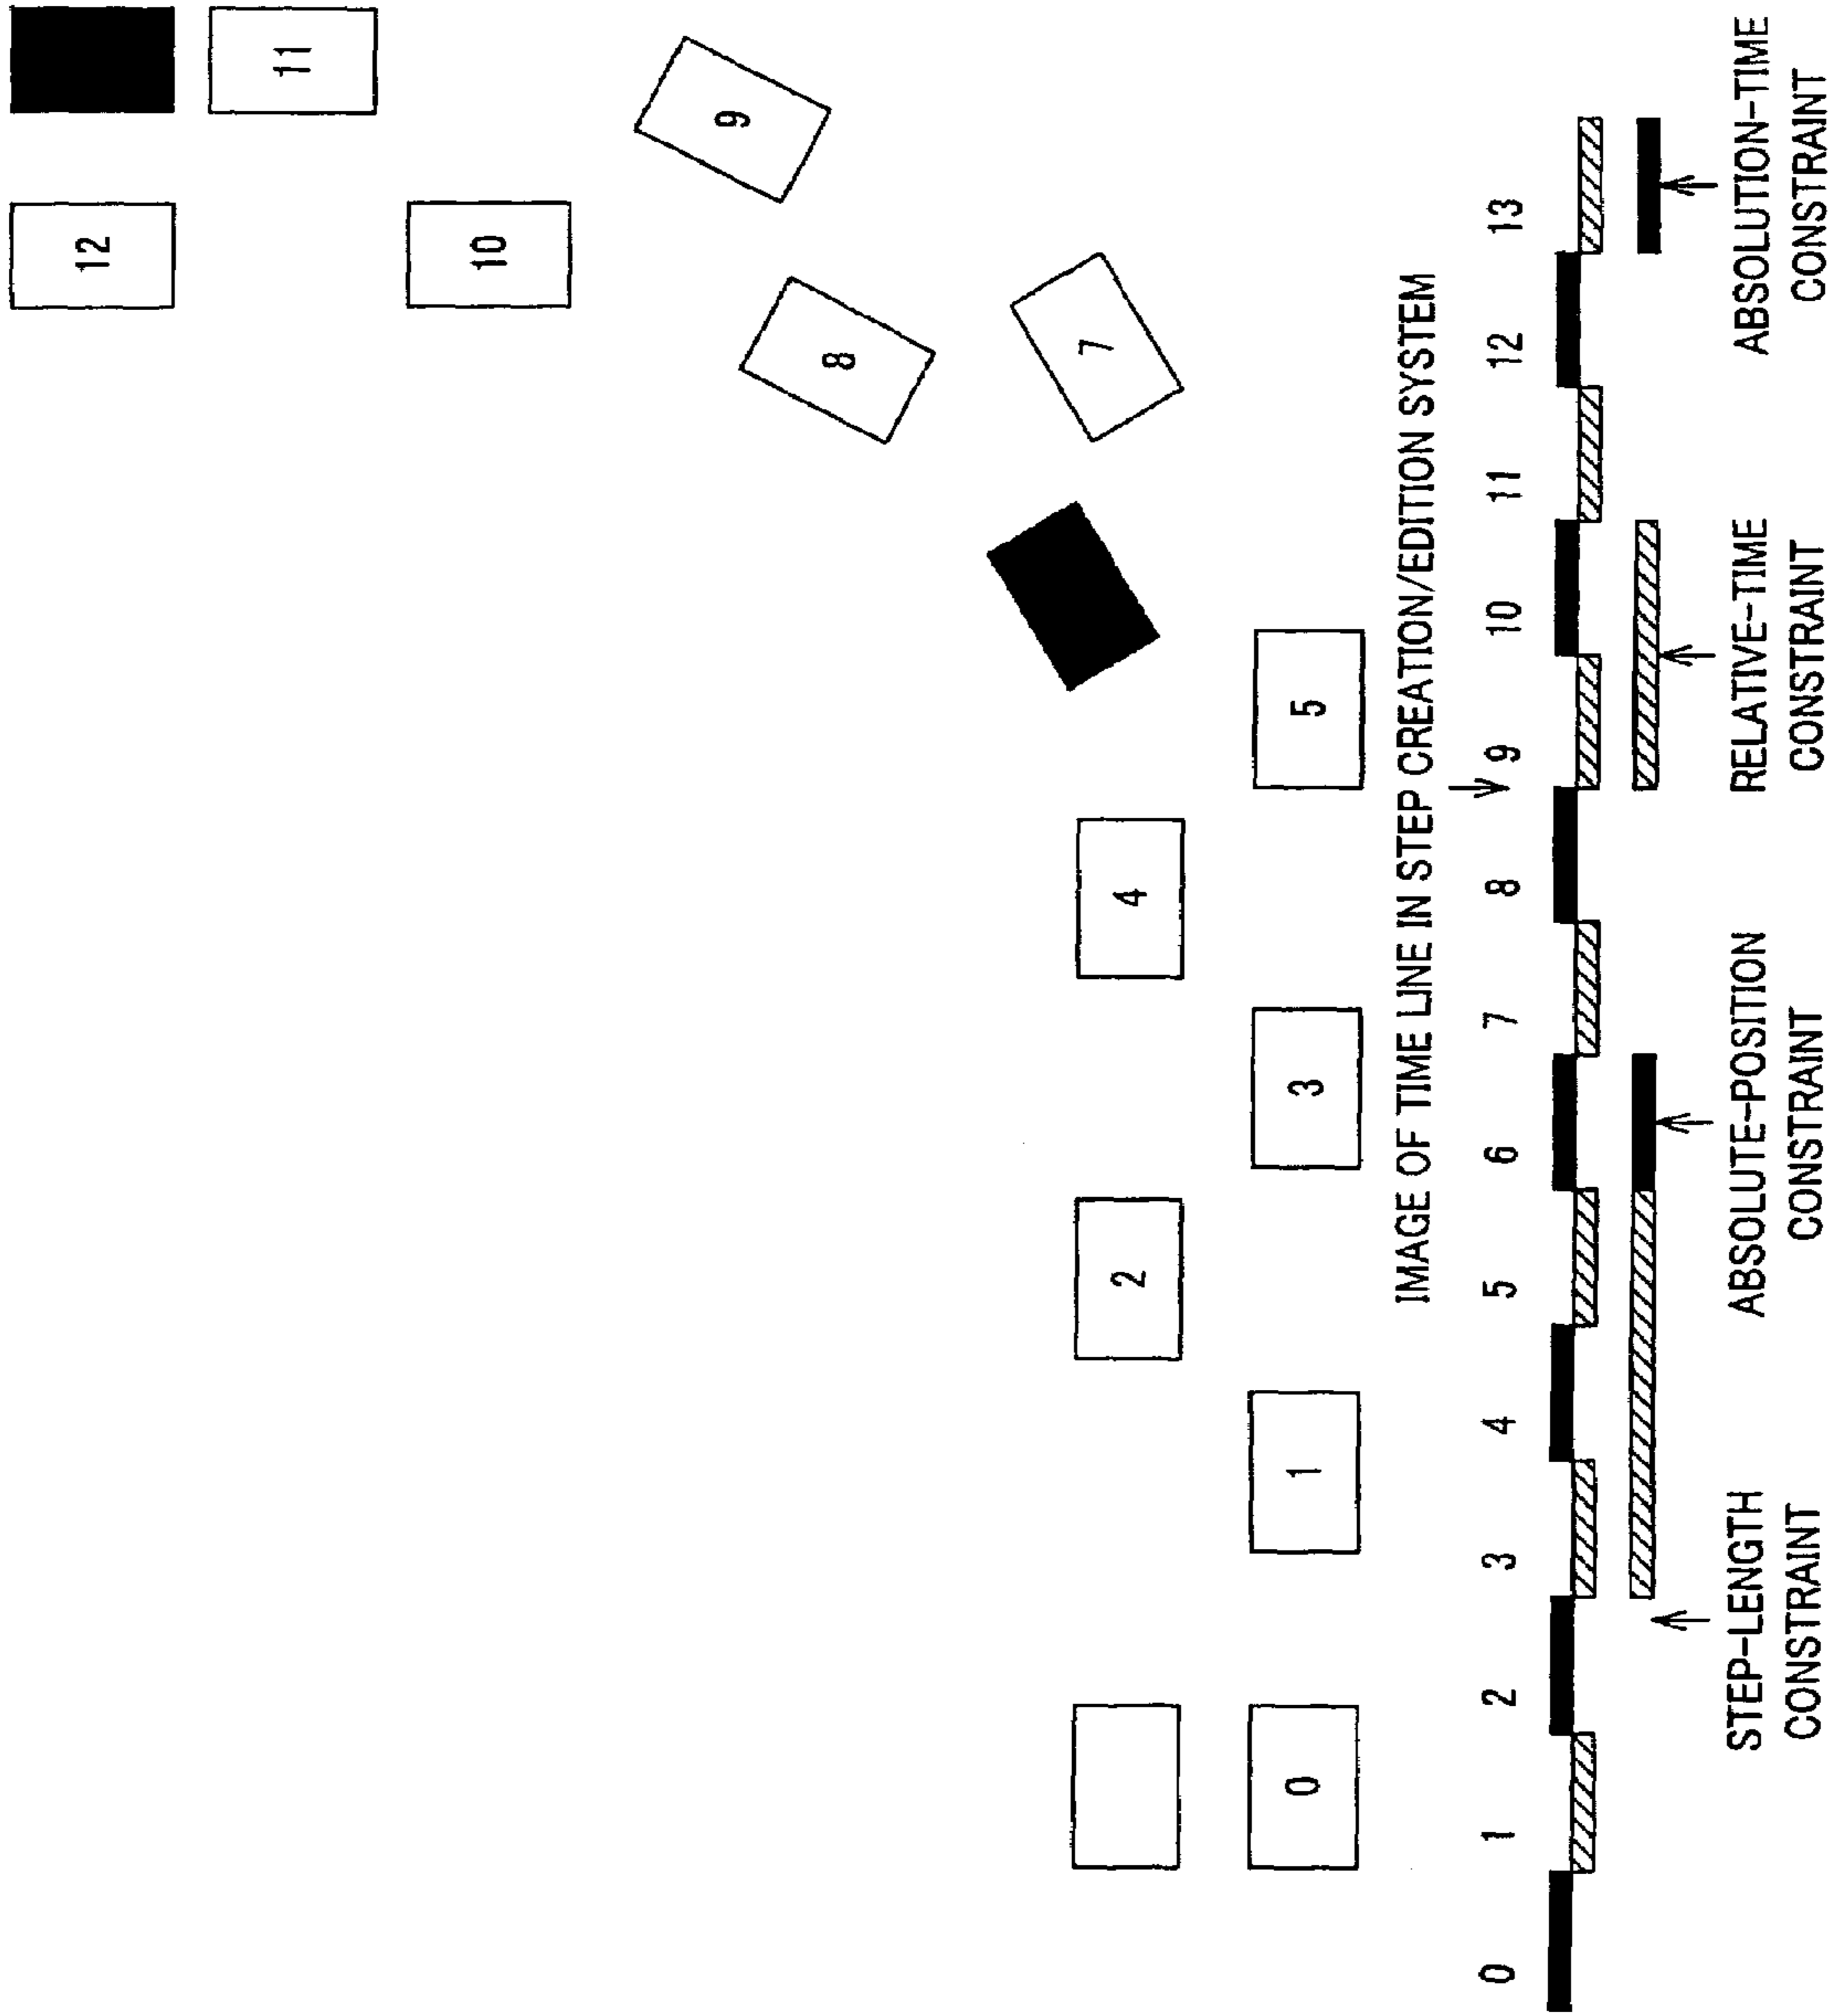 12
11
10
9
8
7
5
4
3
2
1
0
IMAGE OF TIME LINE IN STEP CREATION/EDITION SYSTEM
0 1 2 3 4 5 6 7 8 9 10 11 12 13
STEP-LENGTH
CONSTRAINT
ABSOLUTE-POSITION
CONSTRAINT
RELATIVE-TIME
CONSTRAINT
ABSOLUTION-TIME
CONSTRAINT